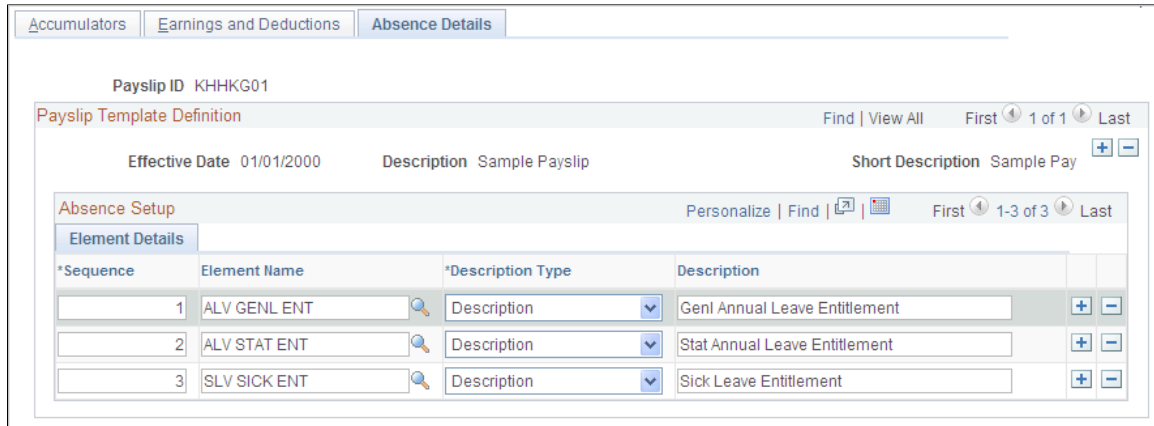 Accumulators Earnings and Deductions Absence Details
Payslip ID KHHKG01
Payslip Template Definition Find | View All First 1 of 1 Last
Effective Date 01/01/2000 Description Sample Payslip Short Description Sample Pay
Absence Setup Personalize | Find | | First 1-3 of 3 Last
Element Details
*Sequence Element Name *Description Type Description
1 ALV GENL ENT Description Genl Annual Leave Entitlement
2 ALV STAT ENT Description Stat Annual Leave Entitlement
3 SLV SICK ENT Description Sick Leave Entitlement